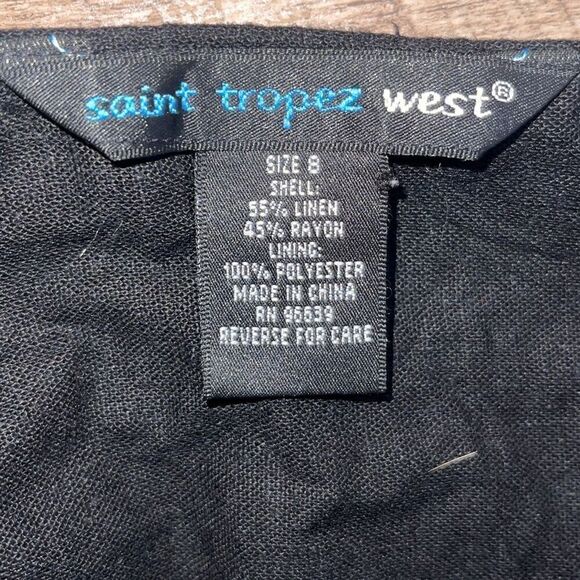 saint tropez west®
SIZE 8
SHELL:
55% LINEN
45% RAYON
LINING:
100% POLYESTER
MADE IN CHINA
RN 96639
REVERSE FOR CARE